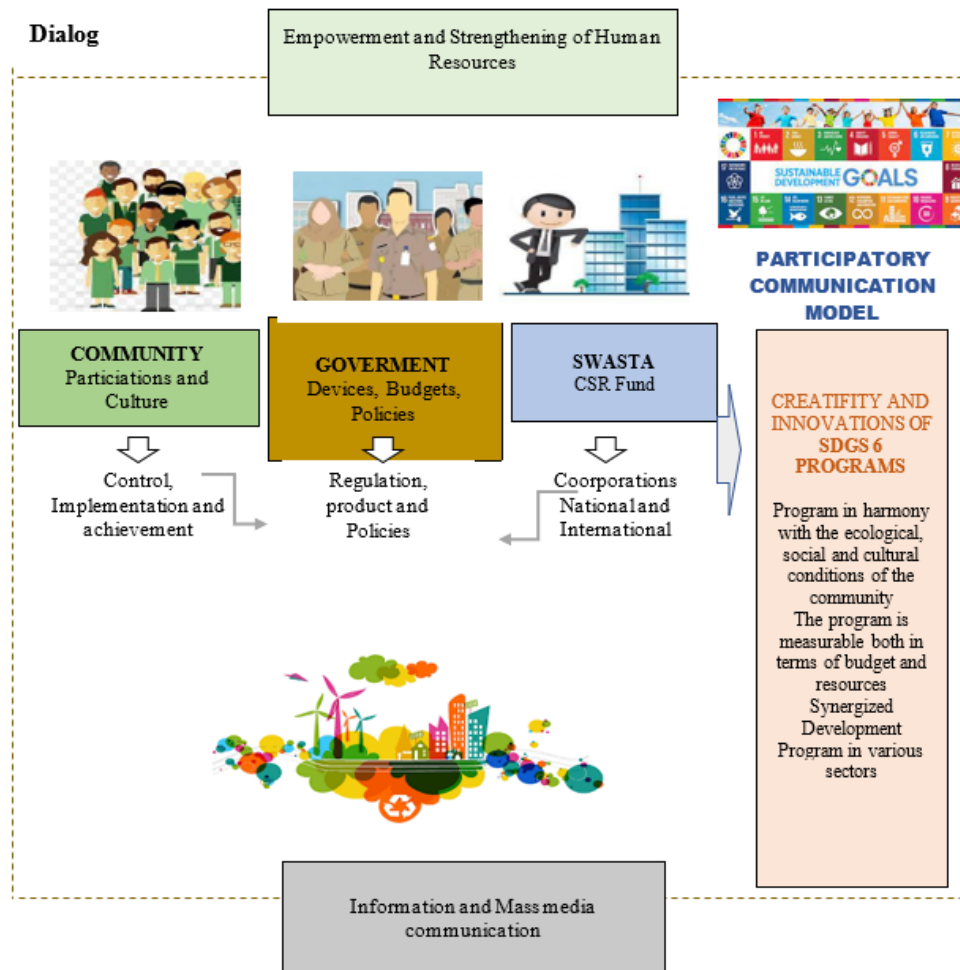 Dialog
Empowerment and Strengthening of Human
Resources
SUSTAINABLE
DEVELOPMENT
GOALS
PARTICIPATORY
COMMUNICATION
MODEL
COMMUNITY
Particiations and
Culture
GOVERMENT
Devices, Budgets,
Policies
SWASTA
CSR Fund
Control,
Implementation and
achievement
Regulation,
product and
Policies
Coorporations
National and
International
CREATIFITY AND
INNOVATIONS OF
SDGS 6
PROGRAMS
Program in harmony
with the ecological,
social and cultural
conditions of the
community
The program is
measurable both in
terms of budget and
resources
Synergized
Development
Program in various
sectors
Information and Mass media
communication